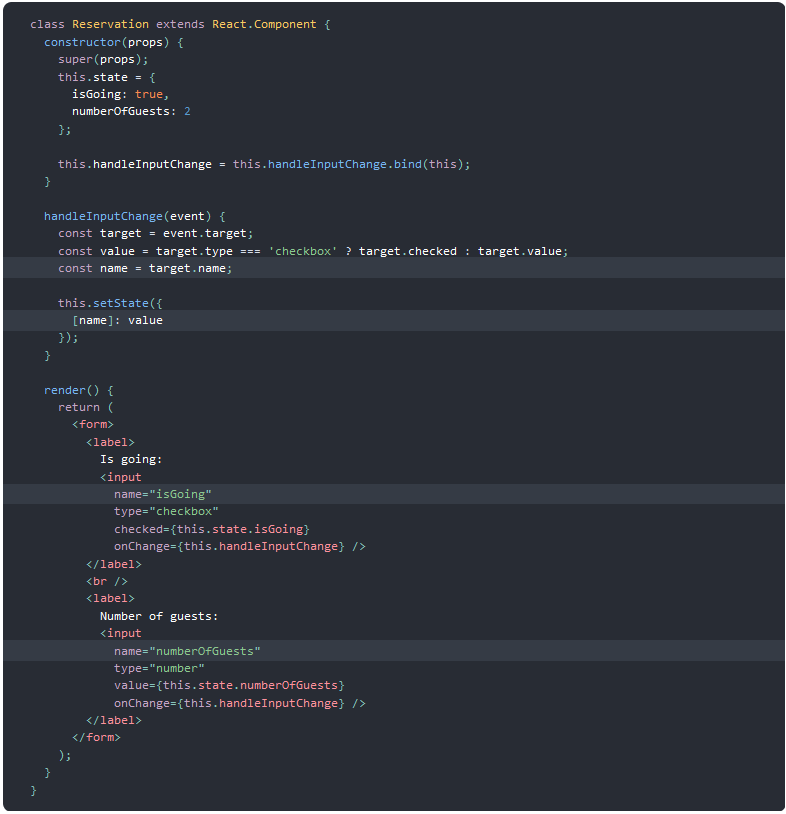 class Reservation extends React.Component {
  constructor(props) {
    super(props);
    this.state = {
      isGoing: true,
      numberOfGuests: 2
    };

    this.handleInputChange = this.handleInputChange.bind(this);
  }

  handleInputChange(event) {
    const target = event.target;
    const value = target.type === 'checkbox' ? target.checked : target.value;
    const name = target.name;

    this.setState({
      [name]: value
    });
  }

  render() {
    return (
      <form>
        <label>
          Is going:
          <input
            name="isGoing"
            type="checkbox"
            checked={this.state.isGoing}
            onChange={this.handleInputChange} />
        </label>
        <br />
        <label>
          Number of guests:
          <input
            name="numberOfGuests"
            type="number"
            value={this.state.numberOfGuests}
            onChange={this.handleInputChange} />
        </label>
      </form>
    );
  }
}